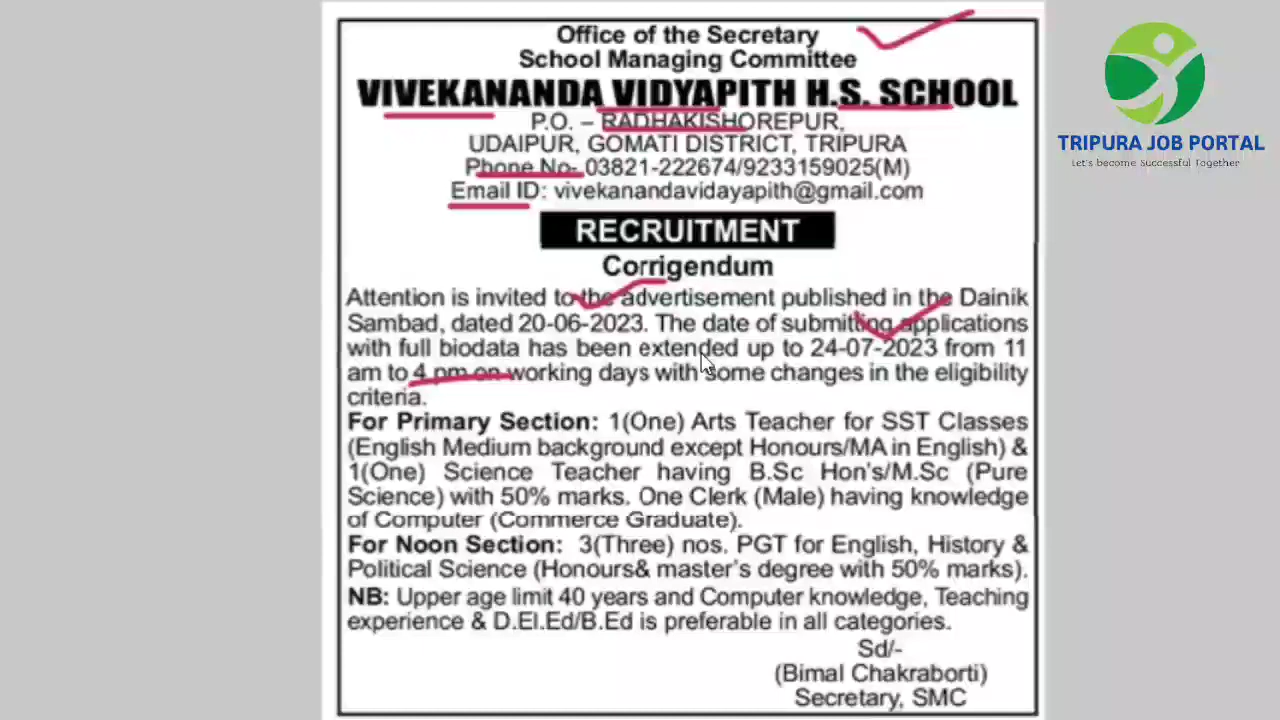 Office of the Secretary
School Managing Committee
VIVEKANANDA VIDYAPITH H.S. SCHOOL
P.O. – RADHAKISHOREPUR,
UDAIPUR, GOMATI DISTRICT, TRIPURA
Phone No- 03821-222674/9233159025(M)
Email ID: vivekanandavidayapith@gmail.com
RECRUITMENT
Corrigendum
Attention is invited to the advertisement published in the Dainik
Sambad, dated 20-06-2023. The date of submitting applications
with full biodata has been extended up to 24-07-2023 from 11
am to 4 pm on working days with some changes in the eligibility
criteria.
For Primary Section: 1(One) Arts Teacher for SST Classes
(English Medium background except Honours/MA in English) &
1(One) Science Teacher having B.Sc Hon's/M.Sc (Pure
Science) with 50% marks. One Clerk (Male) having knowledge
of Computer (Commerce Graduate).
For Noon Section: 3(Three) nos. PGT for English, History &
Political Science (Honours& master's degree with 50% marks).
NB: Upper age limit 40 years and Computer knowledge, Teaching
experience & D.El.Ed/B.Ed is preferable in all categories.
Sd/-
(Bimal Chakraborti)
Secretary, SMC
TRIPURA JOB PORTAL
Let's become Successful Together